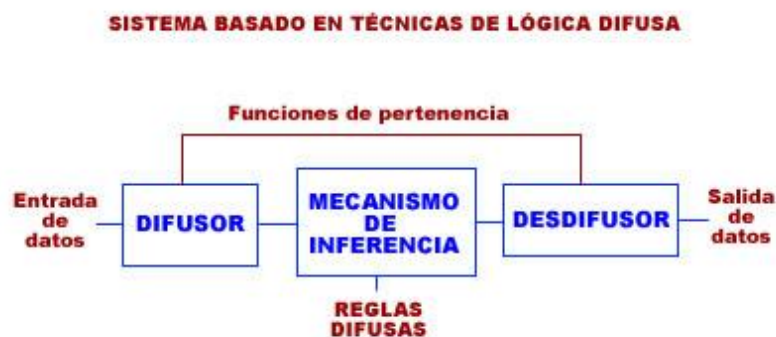 SISTEMA BASADO EN TÉCNICAS DE LÓGICA DIFUSA
Funciones de pertenencia
Entrada
de
datos
DIFUSOR
MECANISMO
DE
INFERENCIA
DESDIFUSOR
Salida
de
datos
REGLAS
DIFUSAS